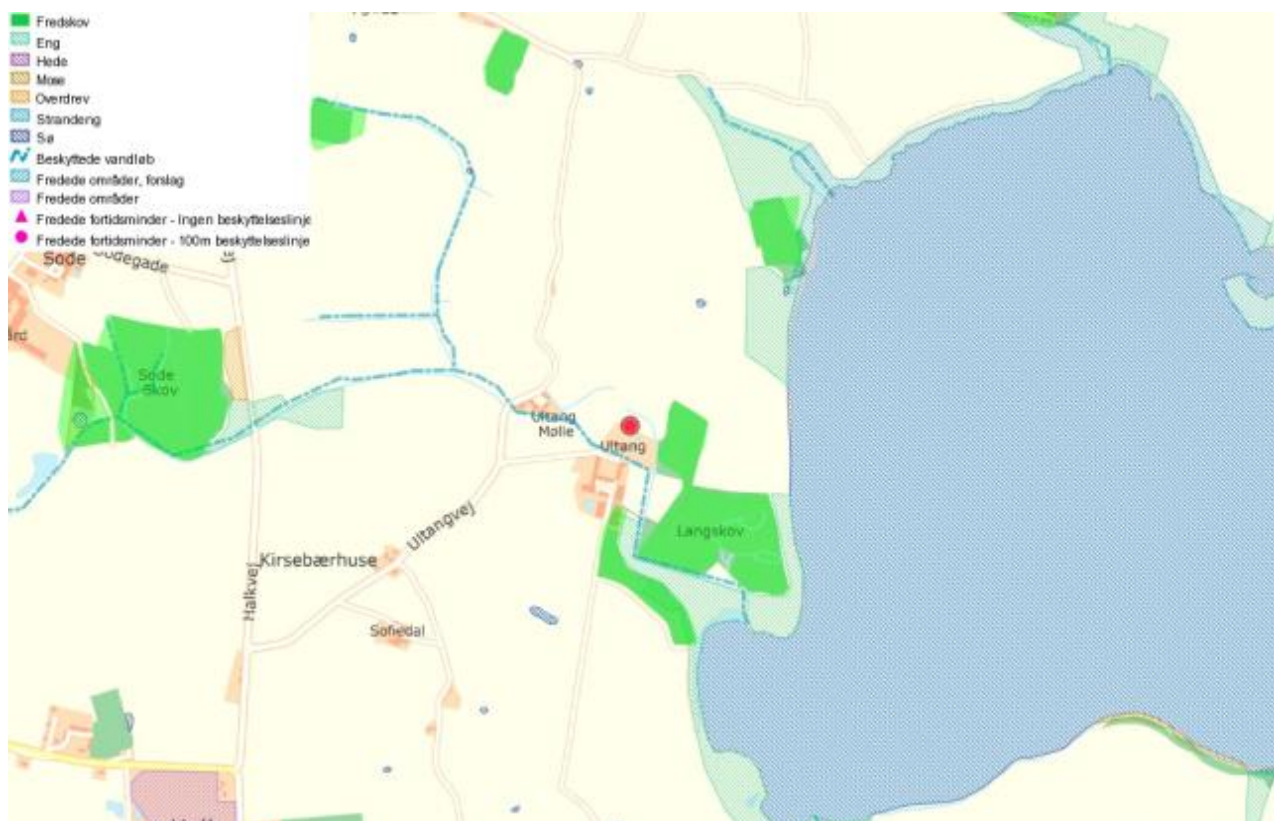 Fredskov
Eng
Hede
Mose
Overdrev
Strandeng
Sø
Beskyttede vandløb
Fredede områder, forslag
Fredede områder
Fredede fortidsminder - Ingen beskyttelseslinje
Fredede fortidsminder - 100m beskyttelseslinje
Sode
Sode
Skov
Ultang
Mølle
Ultang
Ultangvej
Langskov
Kirsebærhuse
Halkvej
Sofiedal